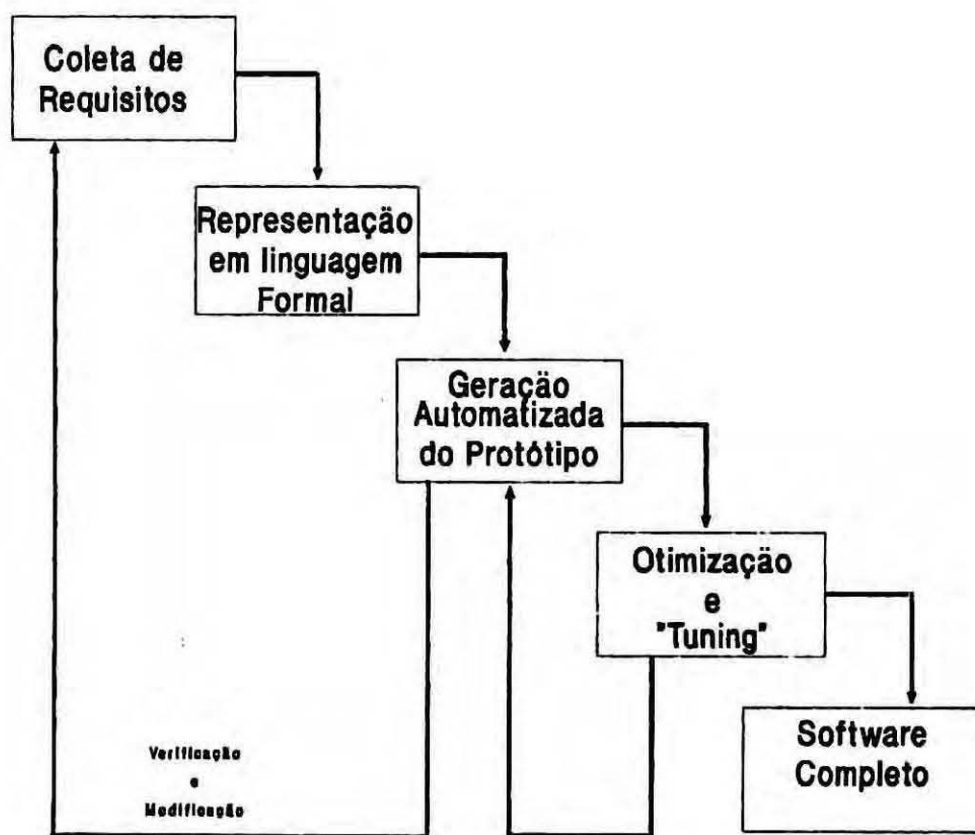 Coleta de
Requisitos
Representação
em linguagem
Formal
Geração
Automatizada
do Protótipo
Otimização
e
"Tuning"
Software
Completo
Verificação
e
Modificação